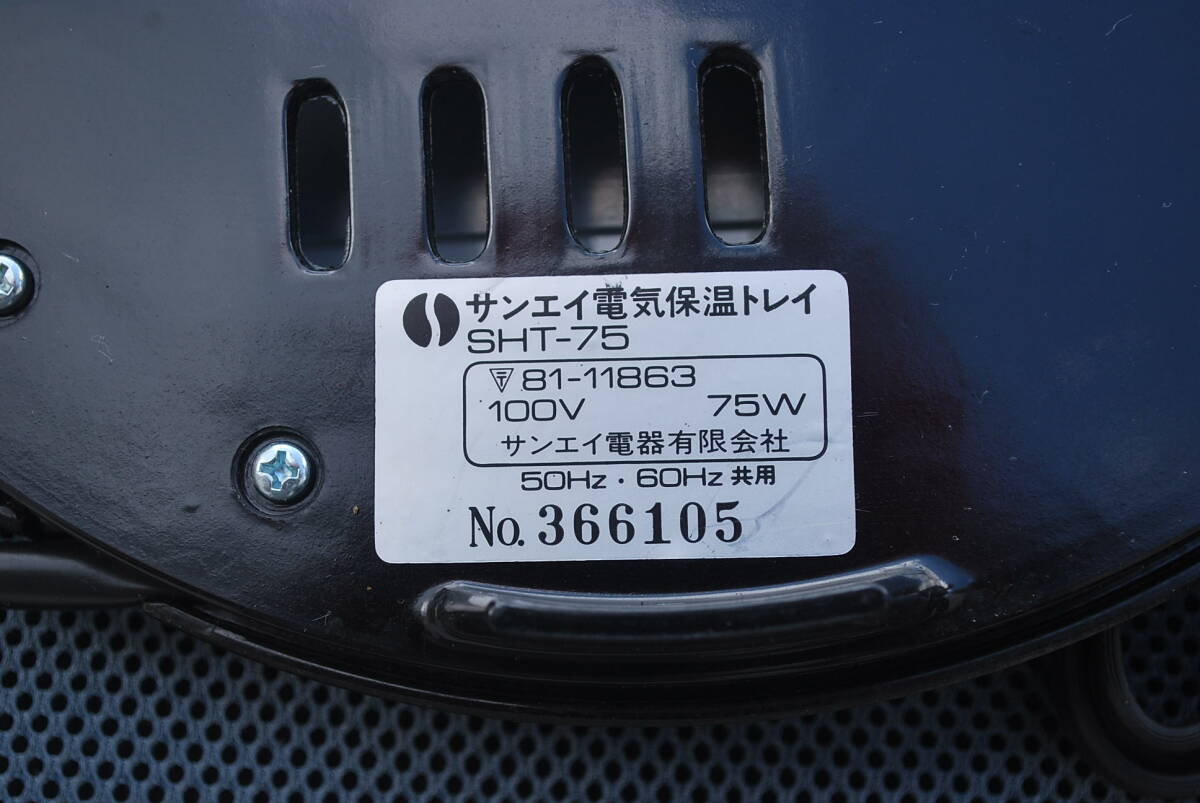 サンエイ電気保温トレイ
SHT-75
〒 81-11863
100V 75W
サンエイ電器有限会社
50Hz・60Hz 共用
No. 366105